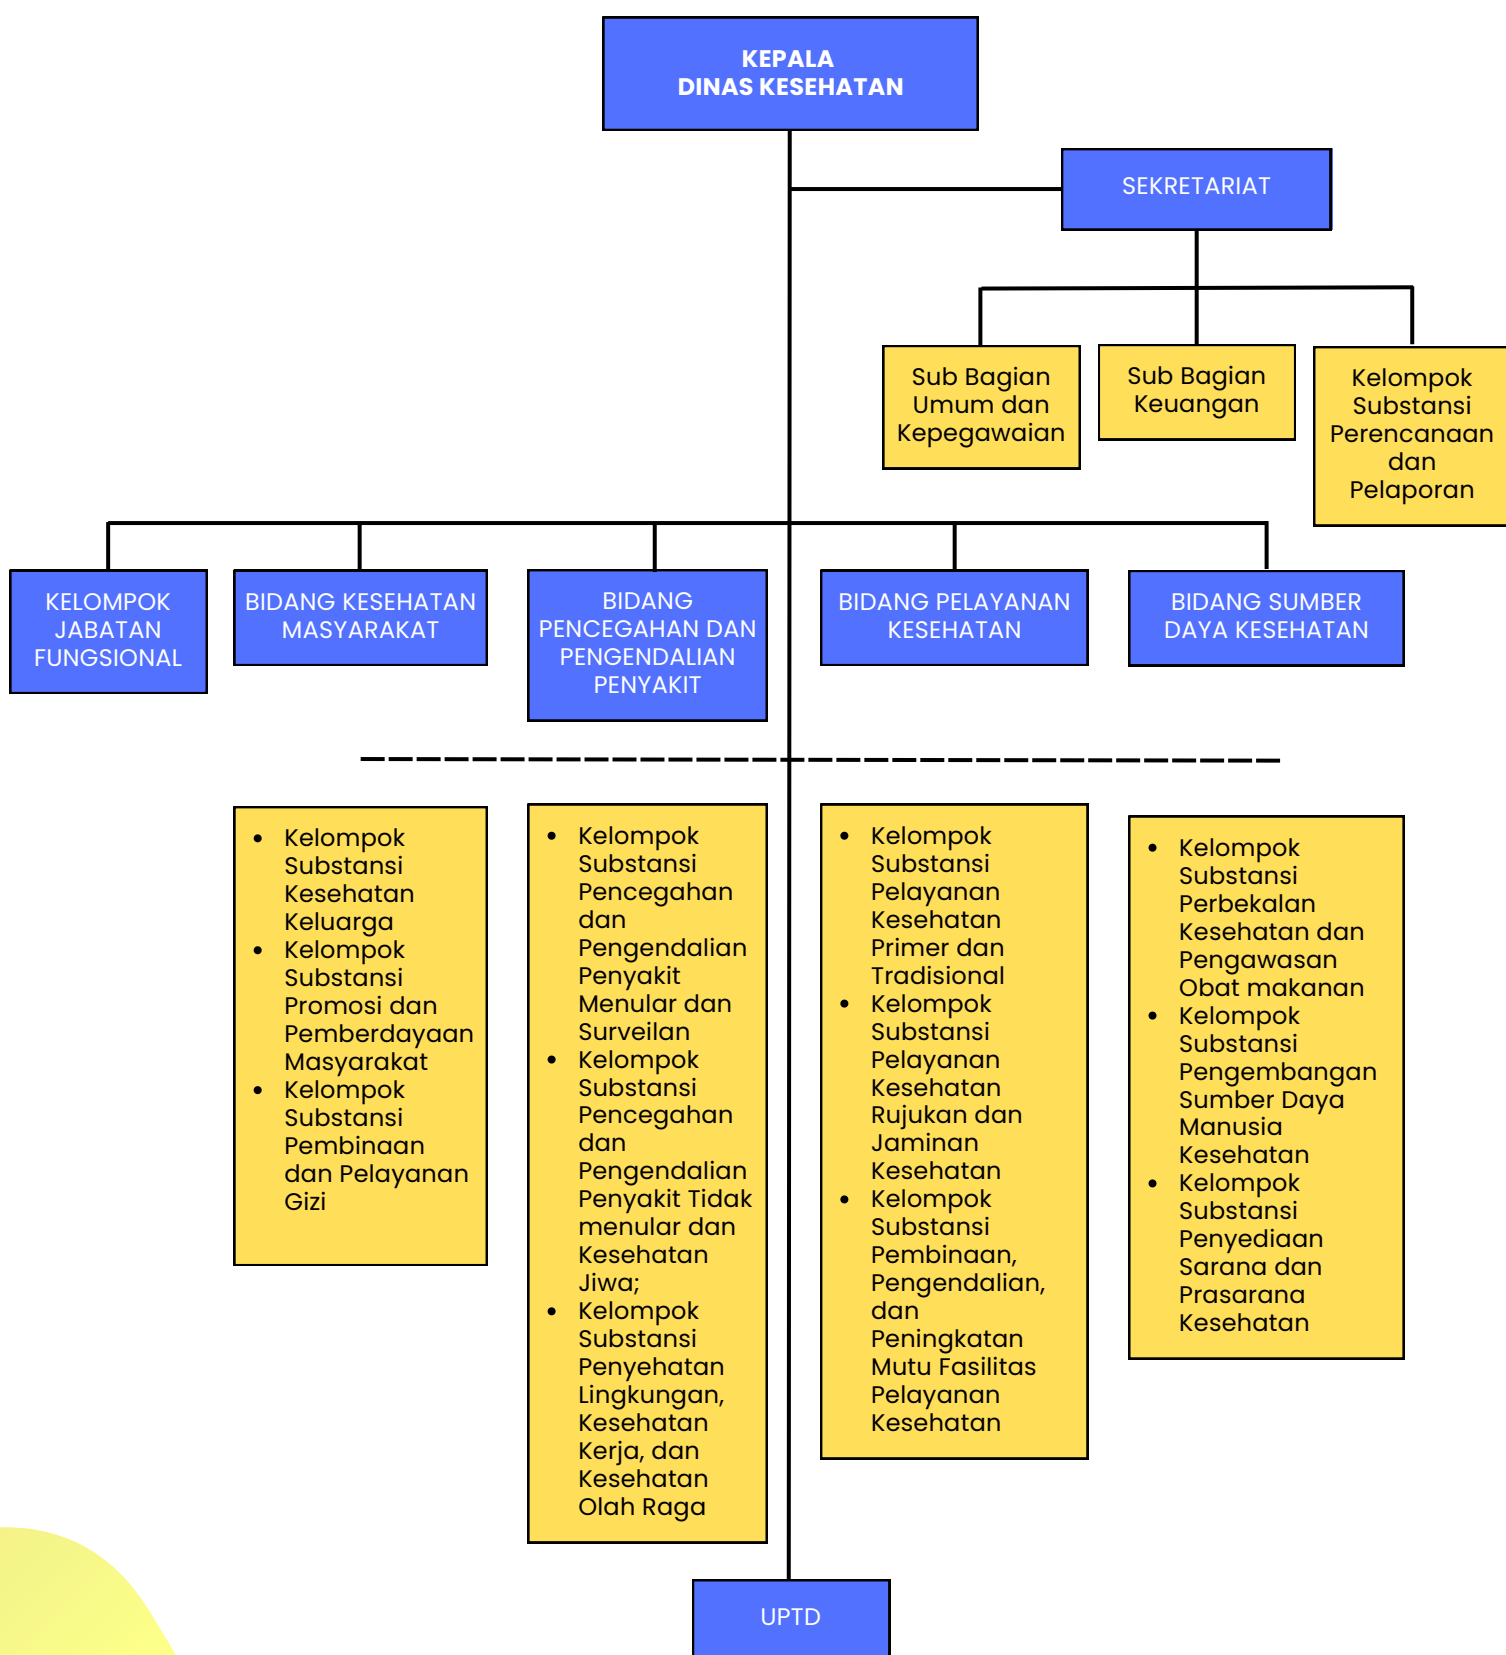 KEPALA
DINAS KESEHATAN
SEKRETARIAT
Sub Bagian
Umum dan
Kepegawaian
Sub Bagian
Keuangan
Kelompok
Substansi
Perencanaan
dan
Pelaporan
KELOMPOK
JABATAN
FUNGSIONAL
BIDANG KESEHATAN
MASYARAKAT
BIDANG
PENCEGAHAN DAN
PENGENDALIAN
PENYAKIT
BIDANG PELAYANAN
KESEHATAN
BIDANG SUMBER
DAYA KESEHATAN
• Kelompok
Substansi
Kesehatan
Keluarga
• Kelompok
Substansi
Promosi dan
Pemberdayaan
Masyarakat
• Kelompok
Substansi
Pembinaan
dan Pelayanan
Gizi
• Kelompok
Substansi
Pencegahan
dan
Pengendalian
Penyakit
Menular dan
Surveilan
• Kelompok
Substansi
Pencegahan
dan
Pengendalian
Penyakit Tidak
menular dan
Kesehatan
Jiwa;
• Kelompok
Substansi
Penyehatan
Lingkungan,
Kesehatan
Kerja, dan
Kesehatan
Olah Raga
• Kelompok
Substansi
Pelayanan
Kesehatan
Primer dan
Tradisional
• Kelompok
Substansi
Pelayanan
Kesehatan
Rujukan dan
Jaminan
Kesehatan
• Kelompok
Substansi
Pembinaan,
Pengendalian,
dan
Peningkatan
Mutu Fasilitas
Pelayanan
Kesehatan
• Kelompok
Substansi
Perbekalan
Kesehatan dan
Pengawasan
Obat makanan
• Kelompok
Substansi
Pengembangan
Sumber Daya
Manusia
Kesehatan
• Kelompok
Substansi
Penyediaan
Sarana dan
Prasarana
Kesehatan
UPTD